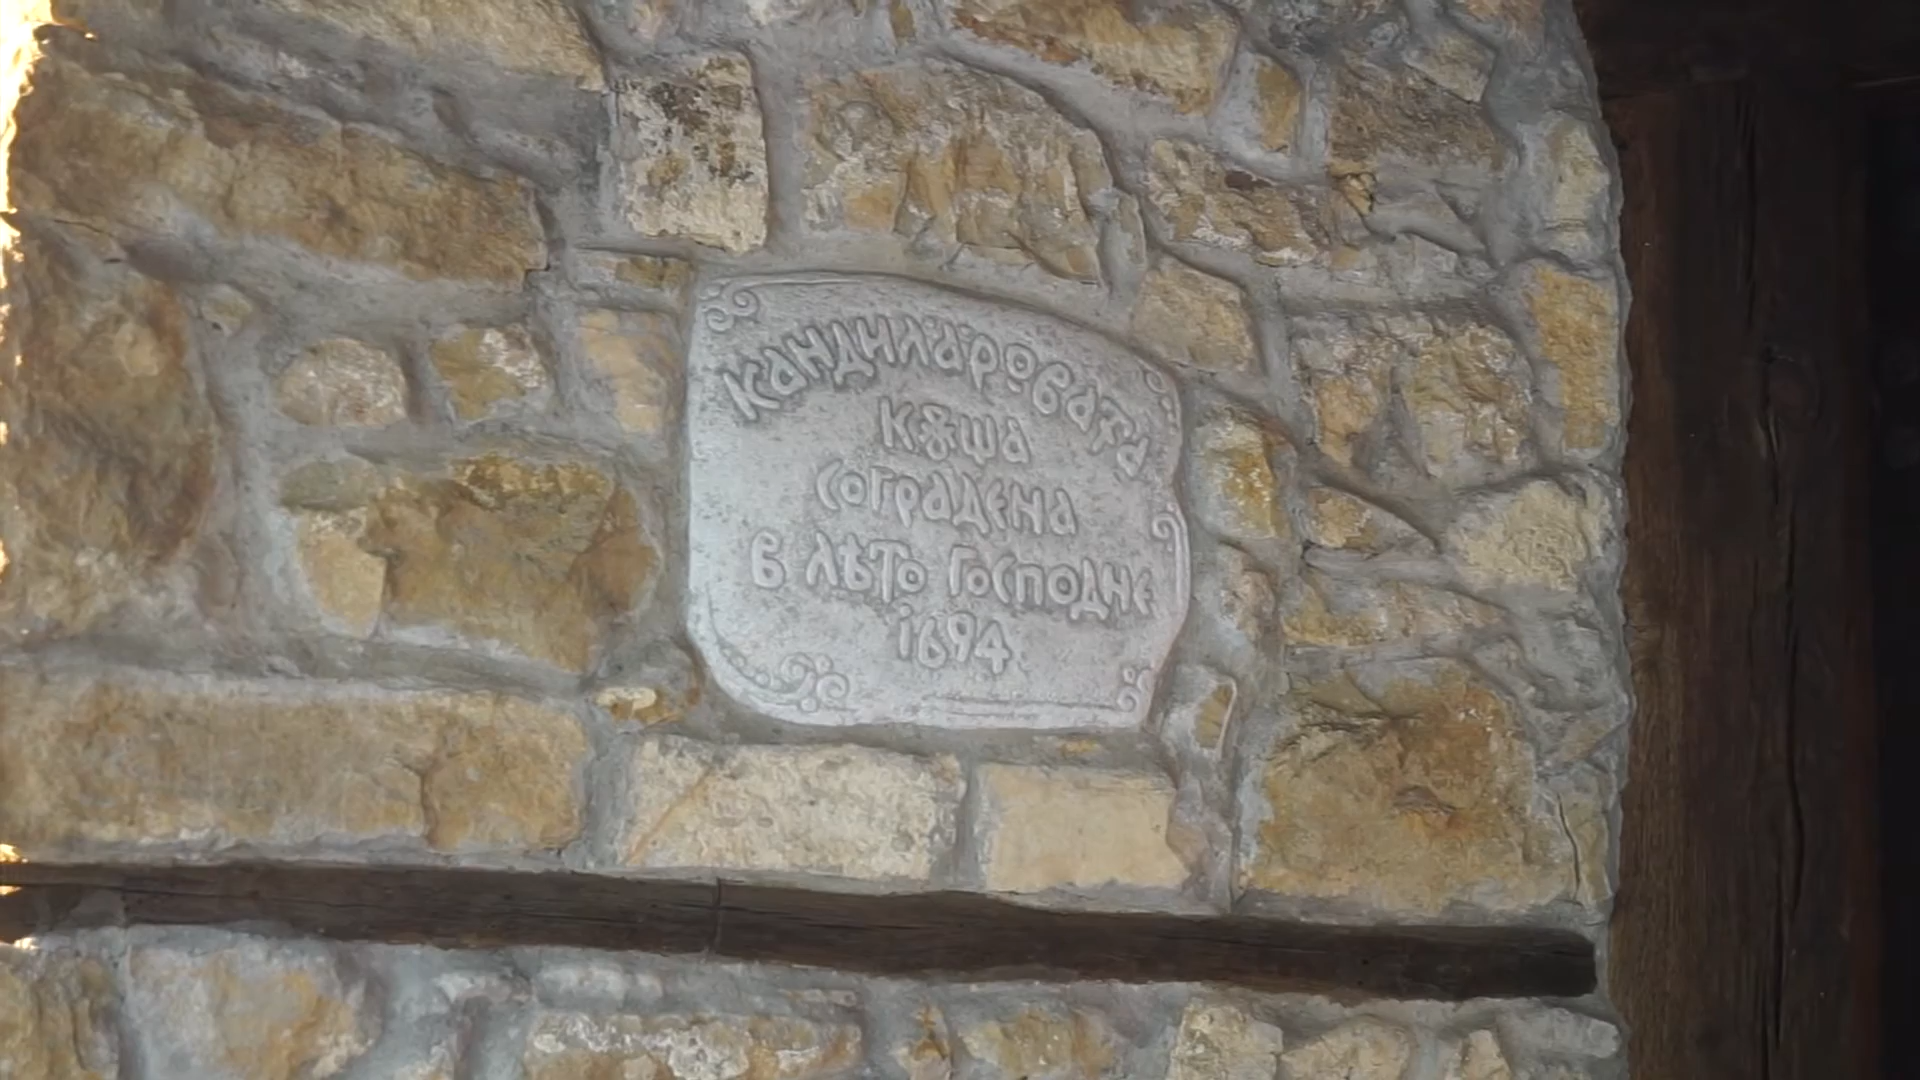 Кандиларовата
кѫща
соградена
в лѣто Господне
1694